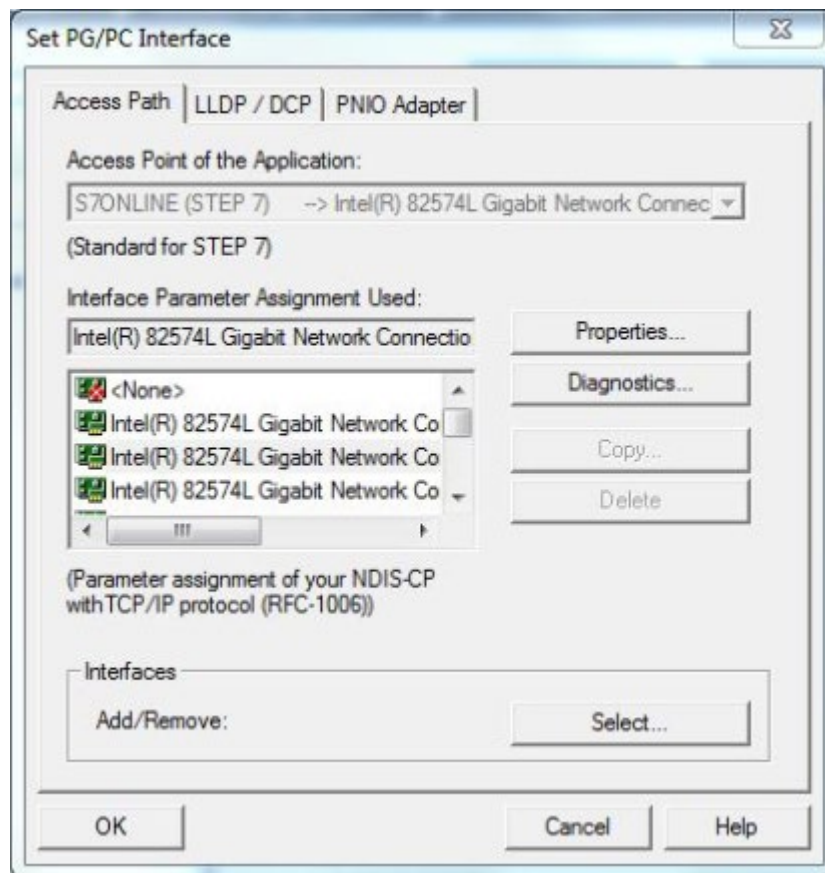 Set PG/PC Interface
Access Path LLDP / DCP PNIO Adapter
Access Point of the Application:
S7ONLINE (STEP 7) --> Intel(R) 82574L Gigabit Network Connec
(Standard for STEP 7)
Interface Parameter Assignment Used:
Intel(R) 82574L Gigabit Network Connectio
Properties...
<None>
Diagnostics...
Intel(R) 82574L Gigabit Network Co
Intel(R) 82574L Gigabit Network Co
Copy...
Intel(R) 82574L Gigabit Network Co
Delete
(Parameter assignment of your NDIS-CP
with TCP/IP protocol (RFC-1006))
Interfaces
Add/Remove:
Select...
OK
Cancel
Help